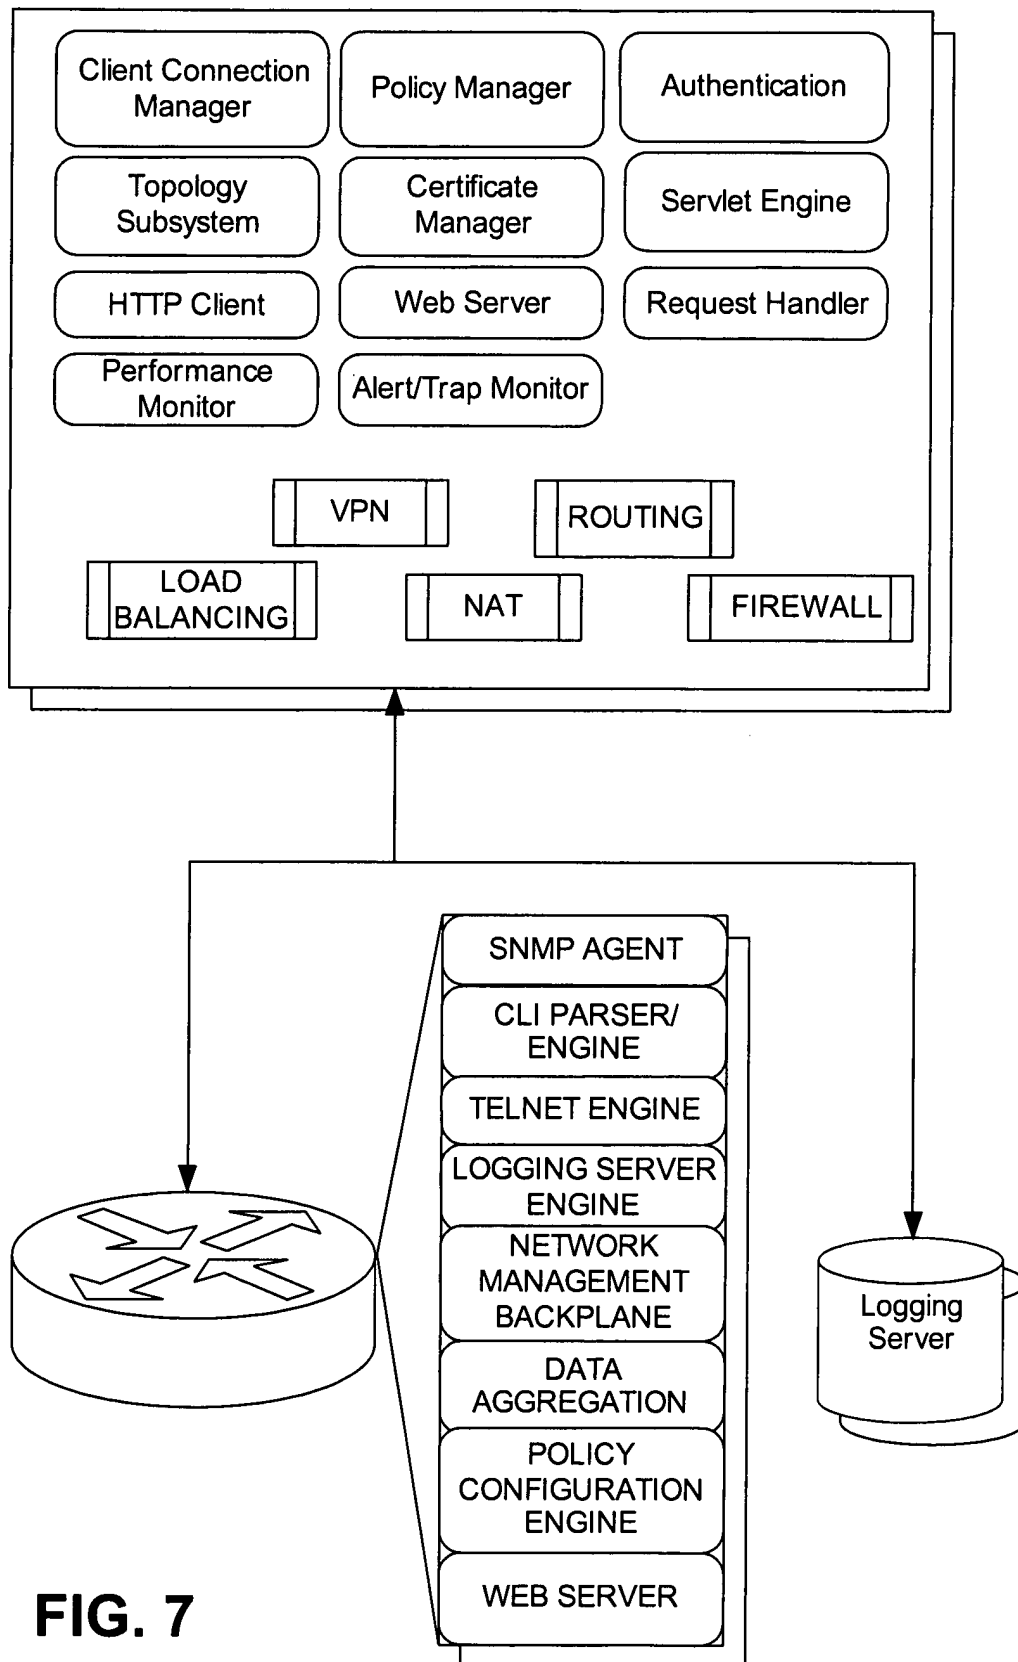 Client Connection
Manager
Policy Manager
Authentication
Topology
Subsystem
Certificate
Manager
Servlet Engine
HTTP Client
Web Server
Request Handler
Performance
Monitor
Alert/Trap Monitor
VPN
ROUTING
LOAD
BALANCING
NAT
FIREWALL
SNMP AGENT
CLI PARSER/
ENGINE
TELNET ENGINE
LOGGING SERVER
ENGINE
NETWORK
MANAGEMENT
BACKPLANE
DATA
AGGREGATION
POLICY
CONFIGURATION
ENGINE
WEB SERVER
Logging
Server
FIG. 7